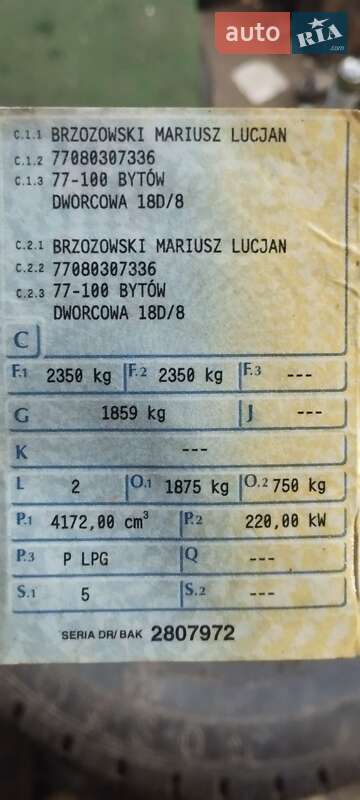 auto RIA .com
C.1.1 BRZOZOWSKI MARIUSZ LUCJAN
C.1.2 77080307336
C.1.3 77-100 BYTÓW
DWORCOWA 18D/8
C.2.1 BRZOZOWSKI MARIUSZ LUCJAN
C.2.2 77080307336
C.2.3 77-100 BYTÓW
DWORCOWA 18D/8
C
F.1 2350 kg F.2 2350 kg F.3 ---
G 1859 kg J ---
K ---
L 2 O.1 1875 kg O.2 750 kg
P.1 4172,00 cm³ P.2 220,00 kW
P.3 P LPG Q ---
S.1 5 S.2 ---
SERIA DR/BAK 2807972